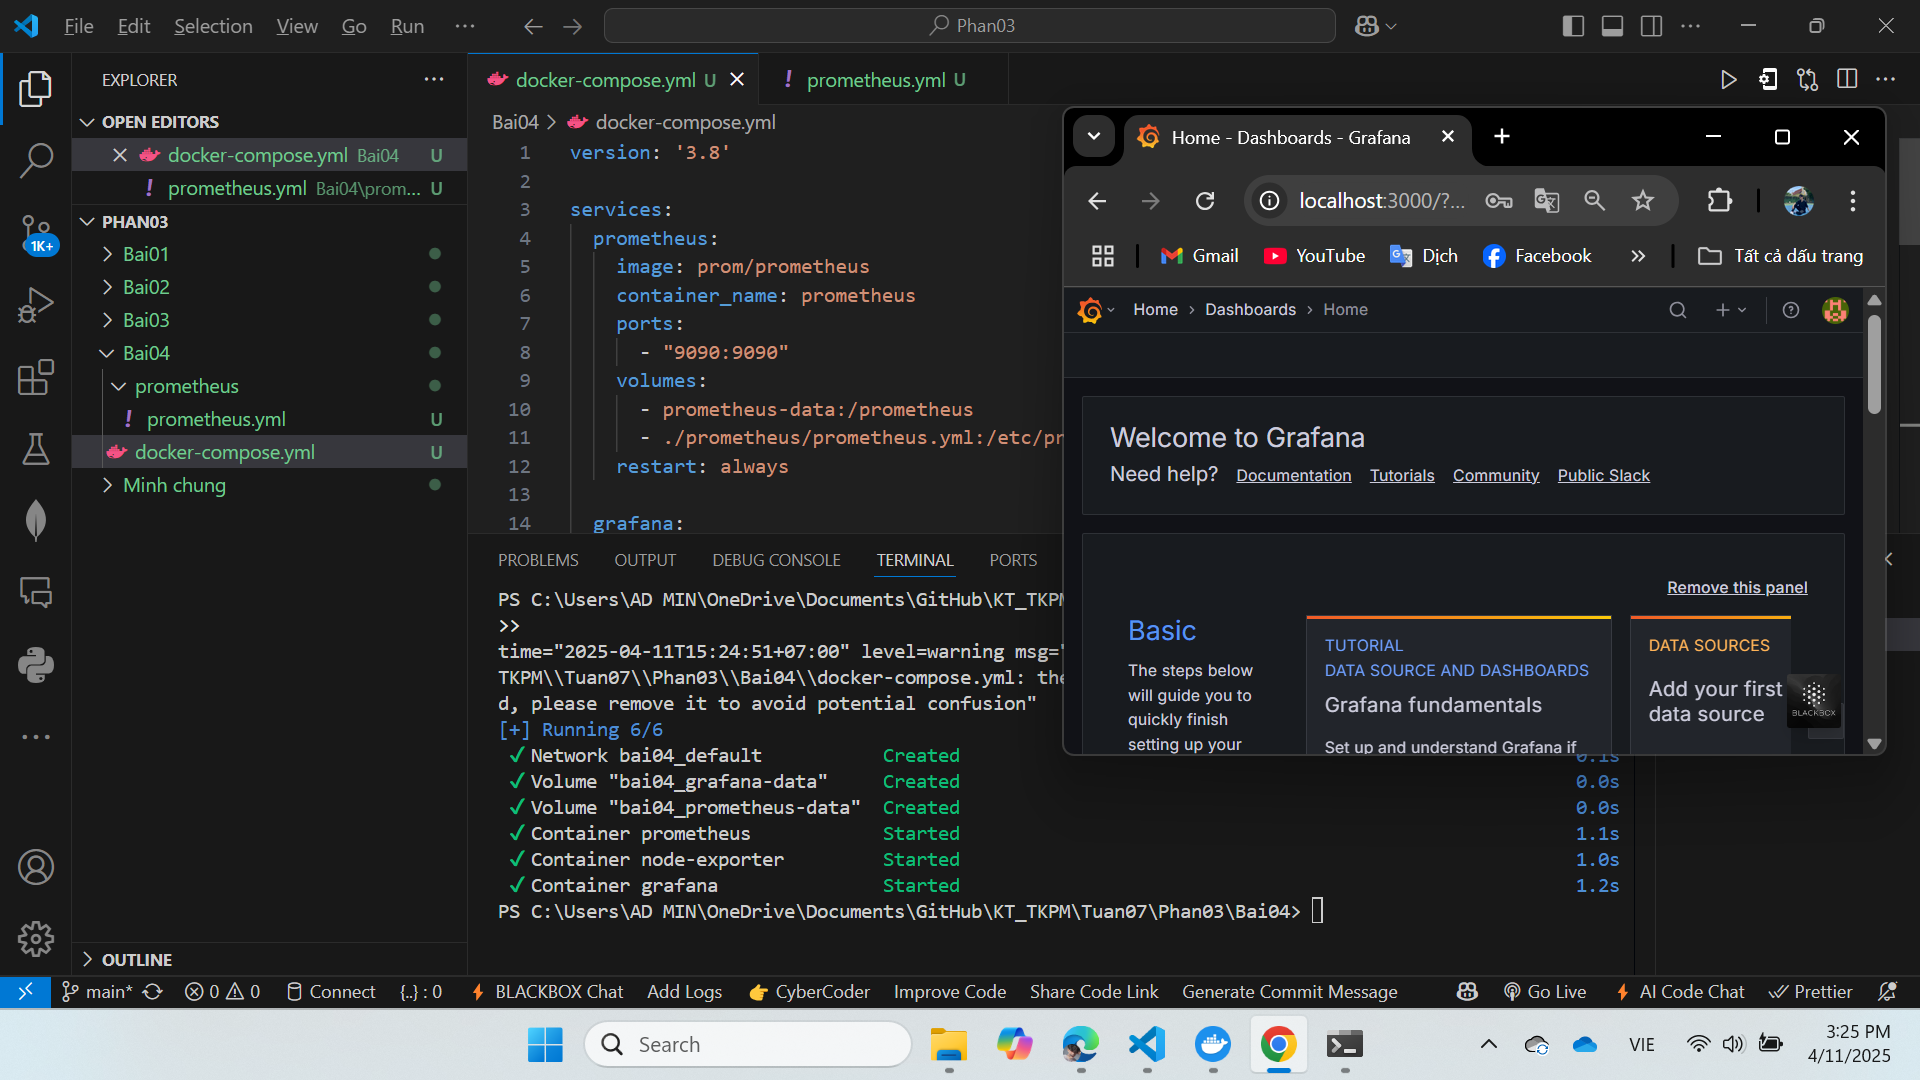 File Edit Selection View Go Run ... Phan03
EXPLORER
OPEN EDITORS
docker-compose.yml Bai04 U
prometheus.yml Bai04\prom... U
PHAN03
Bai01
Bai02
Bai03
Bai04
prometheus
prometheus.yml U
docker-compose.yml U
Minh chung
OUTLINE
1K+
docker-compose.yml U
prometheus.yml U
Bai04 > docker-compose.yml
1 version: '3.8'
2
3 services:
4 prometheus:
5 image: prom/prometheus
6 container_name: prometheus
7 ports:
8 - "9090:9090"
9 volumes:
10 - prometheus-data:/prometheus
11 - ./prometheus/prometheus.yml:/etc/pr
12 restart: always
13
14 grafana:
PROBLEMS OUTPUT DEBUG CONSOLE TERMINAL PORTS
PS C:\Users\AD MIN\OneDrive\Documents\GitHub\KT_TKPM
>>
time="2025-04-11T15:24:51+07:00" level=warning msg="
TKPM\\Tuan07\\Phan03\\Bai04\\docker-compose.yml: the
d, please remove it to avoid potential confusion"
[+] Running 6/6
✓ Network bai04_default Created 0.1s
✓ Volume "bai04_grafana-data" Created 0.0s
✓ Volume "bai04_prometheus-data" Created 0.0s
✓ Container prometheus Started 1.1s
✓ Container node-exporter Started 1.0s
✓ Container grafana Started 1.2s
PS C:\Users\AD MIN\OneDrive\Documents\GitHub\KT_TKPM\Tuan07\Phan03\Bai04>
Home - Dashboards - Grafana
localhost:3000/?...
Gmail YouTube Dịch Facebook » Tất cả dấu trang
Home > Dashboards > Home
Welcome to Grafana
Need help? Documentation Tutorials Community Public Slack
Remove this panel
Basic
The steps below
will guide you to
quickly finish
setting up your
TUTORIAL
DATA SOURCE AND DASHBOARDS
Grafana fundamentals
Set up and understand Grafana if
DATA SOURCES
Add your first
data source
BLACKBOX
main* 0 0 Connect {..} : 0 BLACKBOX Chat Add Logs CyberCoder Improve Code Share Code Link Generate Commit Message Go Live AI Code Chat Prettier
Search
VIE
3:25 PM
4/11/2025